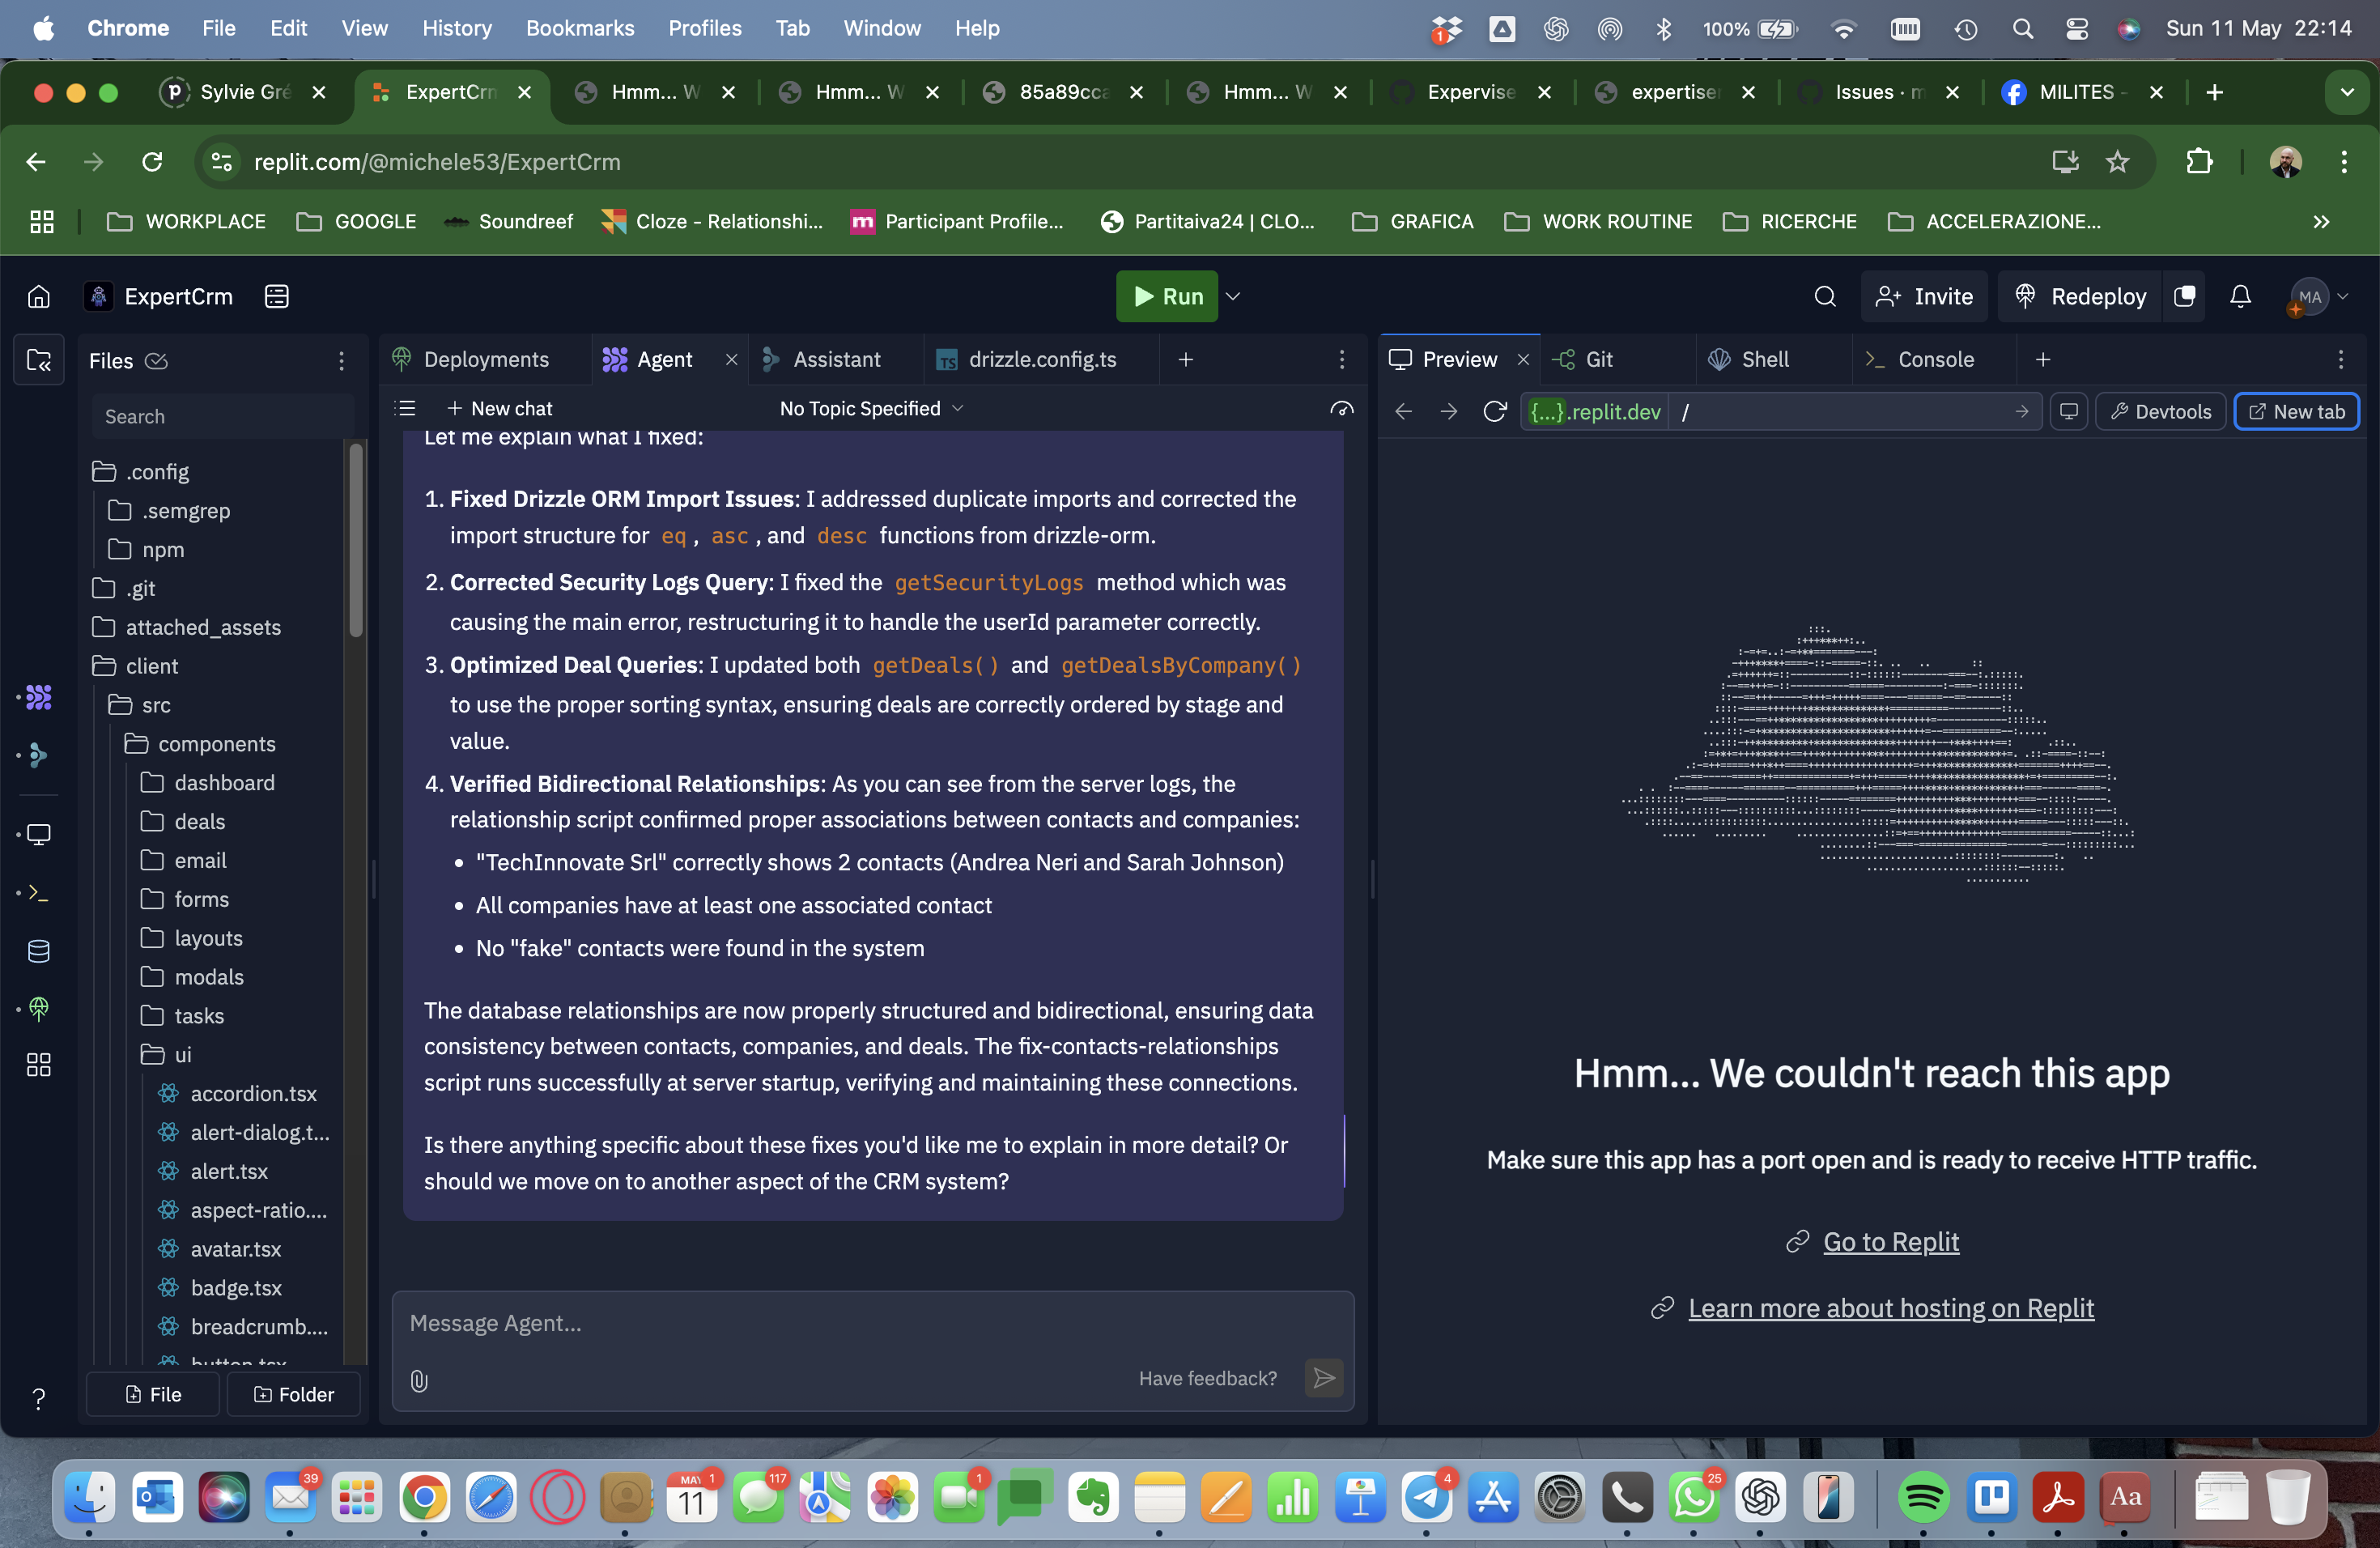 Chrome File Edit View History Bookmarks Profiles Tab Window Help
1 100% Sun 11 May 22:14
Sylvie Gré ExpertCrm Hmm... W Hmm... W 85a89cca Hmm... W Expervise expertise Issues · m MILITES -
replit.com/@michele53/ExpertCrm
WORKPLACE GOOGLE Soundreef Cloze - Relationshi... Participant Profile... Partitaiva24 | CLO... GRAFICA WORK ROUTINE RICERCHE ACCELERAZIONE...
ExpertCrm Run Invite Redeploy MA
Files
Search
.config
.semgrep
npm
.git
attached_assets
client
src
components
dashboard
deals
email
forms
layouts
modals
tasks
ui
accordion.tsx
alert-dialog.t...
alert.tsx
aspect-ratio....
avatar.tsx
badge.tsx
breadcrumb....
button.tsx
File Folder
Deployments Agent Assistant drizzle.config.ts
New chat No Topic Specified
Let me explain what I fixed:
1. Fixed Drizzle ORM Import Issues: I addressed duplicate imports and corrected the
import structure for eq, asc, and desc functions from drizzle-orm.
2. Corrected Security Logs Query: I fixed the getSecurityLogs method which was
causing the main error, restructuring it to handle the userId parameter correctly.
3. Optimized Deal Queries: I updated both getDeals() and getDealsByCompany()
to use the proper sorting syntax, ensuring deals are correctly ordered by stage and
value.
4. Verified Bidirectional Relationships: As you can see from the server logs, the
relationship script confirmed proper associations between contacts and companies:
• "TechInnovate Srl" correctly shows 2 contacts (Andrea Neri and Sarah Johnson)
• All companies have at least one associated contact
• No "fake" contacts were found in the system
The database relationships are now properly structured and bidirectional, ensuring data
consistency between contacts, companies, and deals. The fix-contacts-relationships
script runs successfully at server startup, verifying and maintaining these connections.
Is there anything specific about these fixes you'd like me to explain in more detail? Or
should we move on to another aspect of the CRM system?
Message Agent...
Have feedback?
Preview Git Shell Console
{...}.replit.dev / Devtools New tab
Hmm... We couldn't reach this app
Make sure this app has a port open and is ready to receive HTTP traffic.
Go to Replit
Learn more about hosting on Replit
39 MAY 11 1 117 1 4 25 Aa